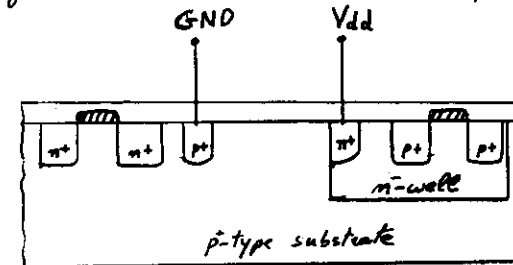 GND Vdd
n+ n+ p+ n+ p+ p+
n-well
p-type substrate